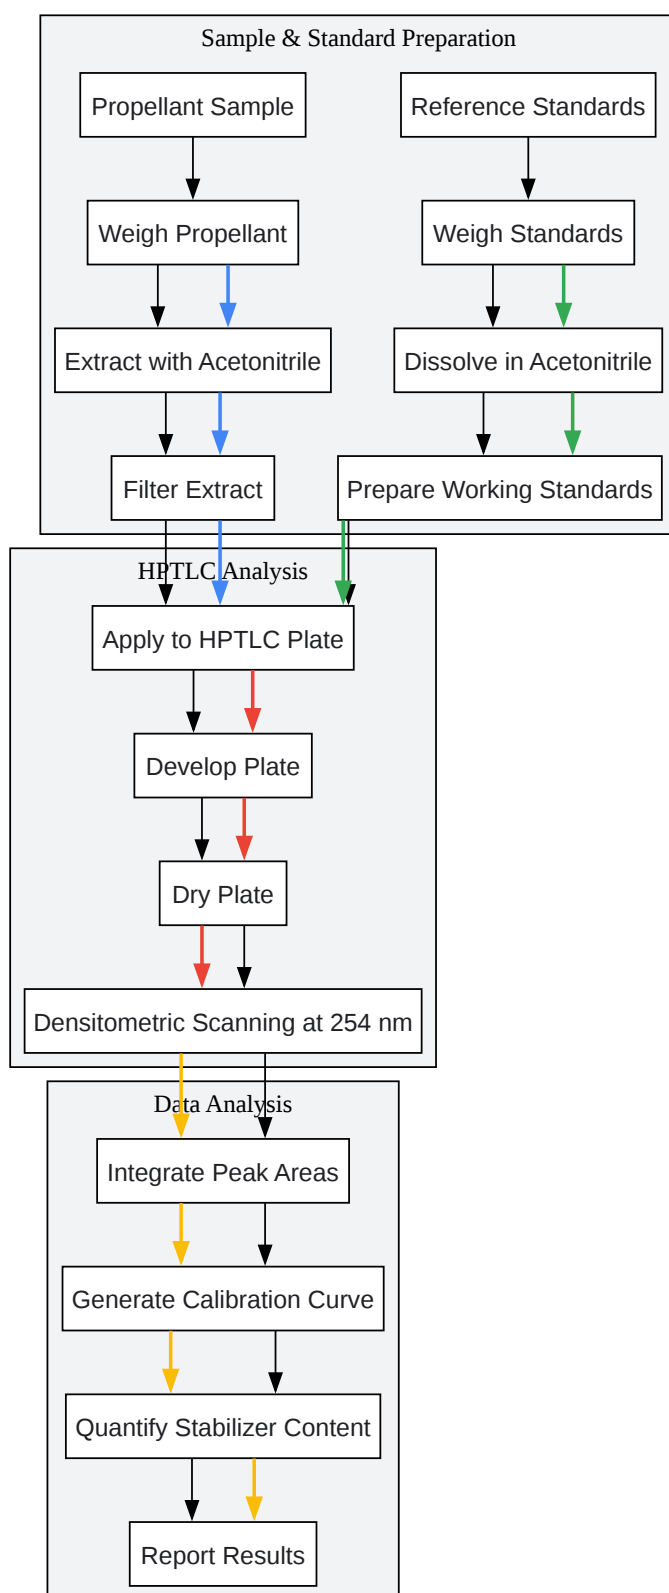 Sample & Standard Preparation
Propellant Sample
Reference Standards
Weigh Propellant
Weigh Standards
Extract with Acetonitrile
Dissolve in Acetonitrile
Filter Extract
Prepare Working Standards
HPTLC Analysis
Apply to HPTLC Plate
Develop Plate
Dry Plate
Densitometric Scanning at 254 nm
Data Analysis
Integrate Peak Areas
Generate Calibration Curve
Quantify Stabilizer Content
Report Results